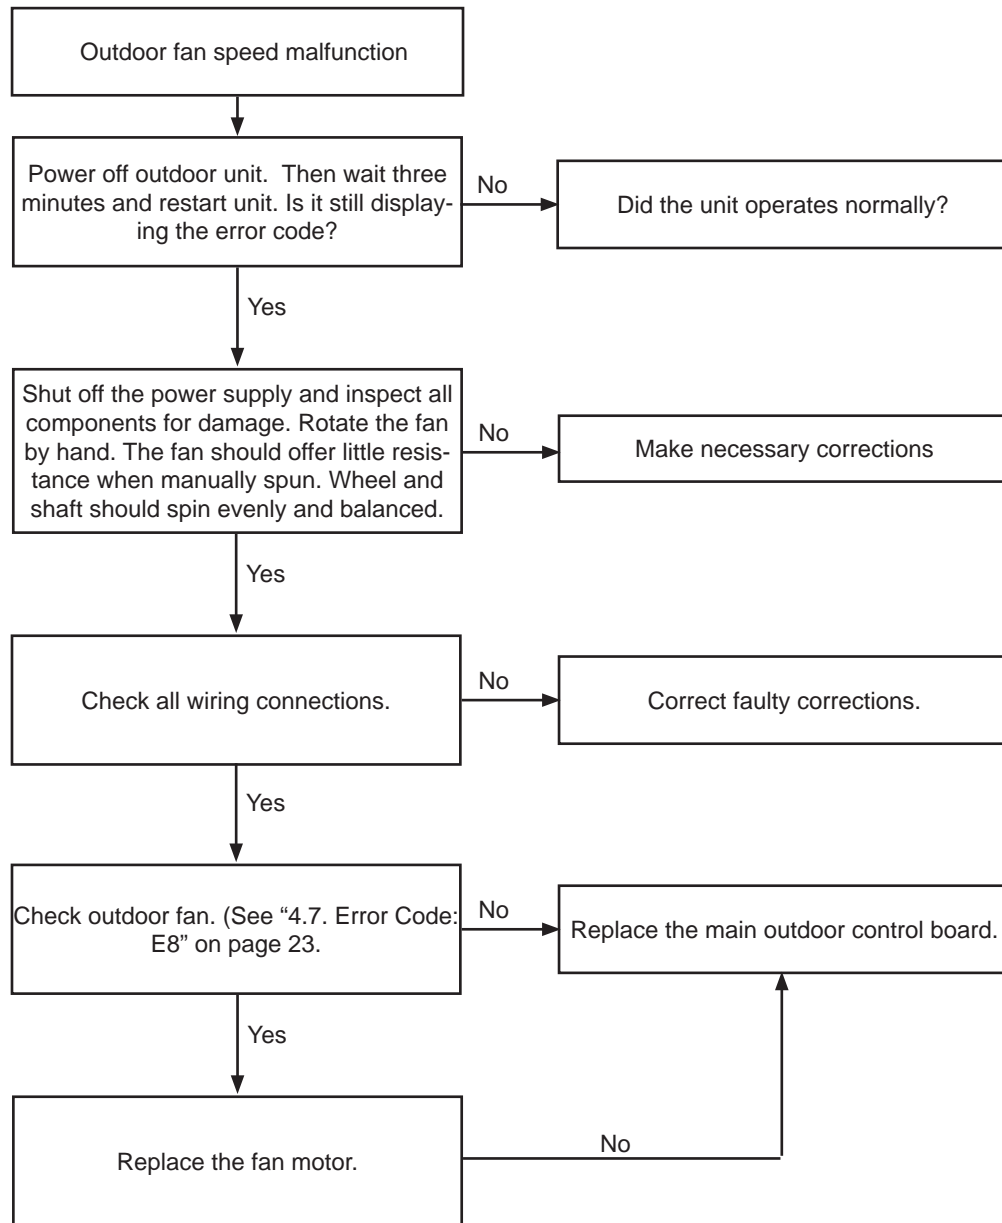 Outdoor fan speed malfunction
Power off outdoor unit.  Then wait three
minutes and restart unit. Is it still display-
ing the error code?
No
Did the unit operates normally?
Yes
Shut off the power supply and inspect all
components for damage. Rotate the fan
by hand. The fan should offer little resis-
tance when manually spun. Wheel and
shaft should spin evenly and balanced.
No
Make necessary corrections
Yes
Check all wiring connections.
No
Correct faulty corrections.
Yes
Check outdoor fan. (See “4.7. Error Code:
E8” on page 23.
No
Replace the main outdoor control board.
Yes
Replace the fan motor.
No